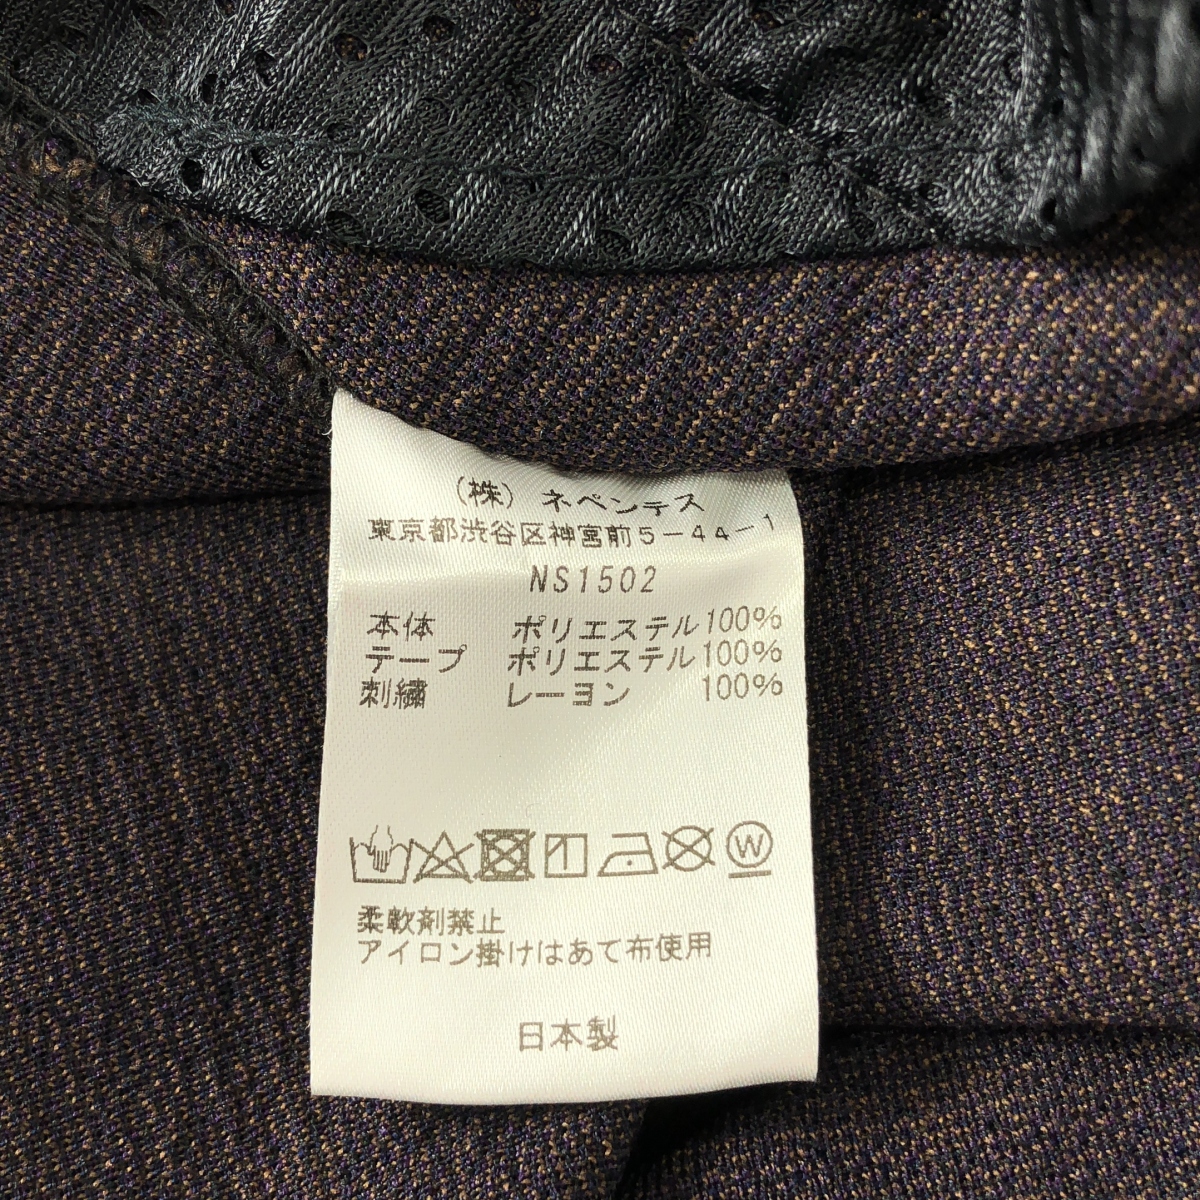 (株) ネペンテス
東京都渋谷区神宮前5-44-1
NS1502
本体 ポリエステル100%
テープ ポリエステル100%
刺繍 レーヨン 100%
W
柔軟剤禁止
アイロン掛けはあて布使用
日本製